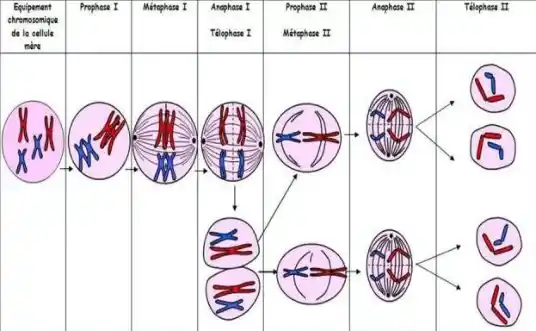 Equipement
chromosomique
de la cellule
mère
Prophase I
Métaphase I
Anaphase I
Télophase I
Prophase II
Métaphase II
Anaphase II
Télophase II